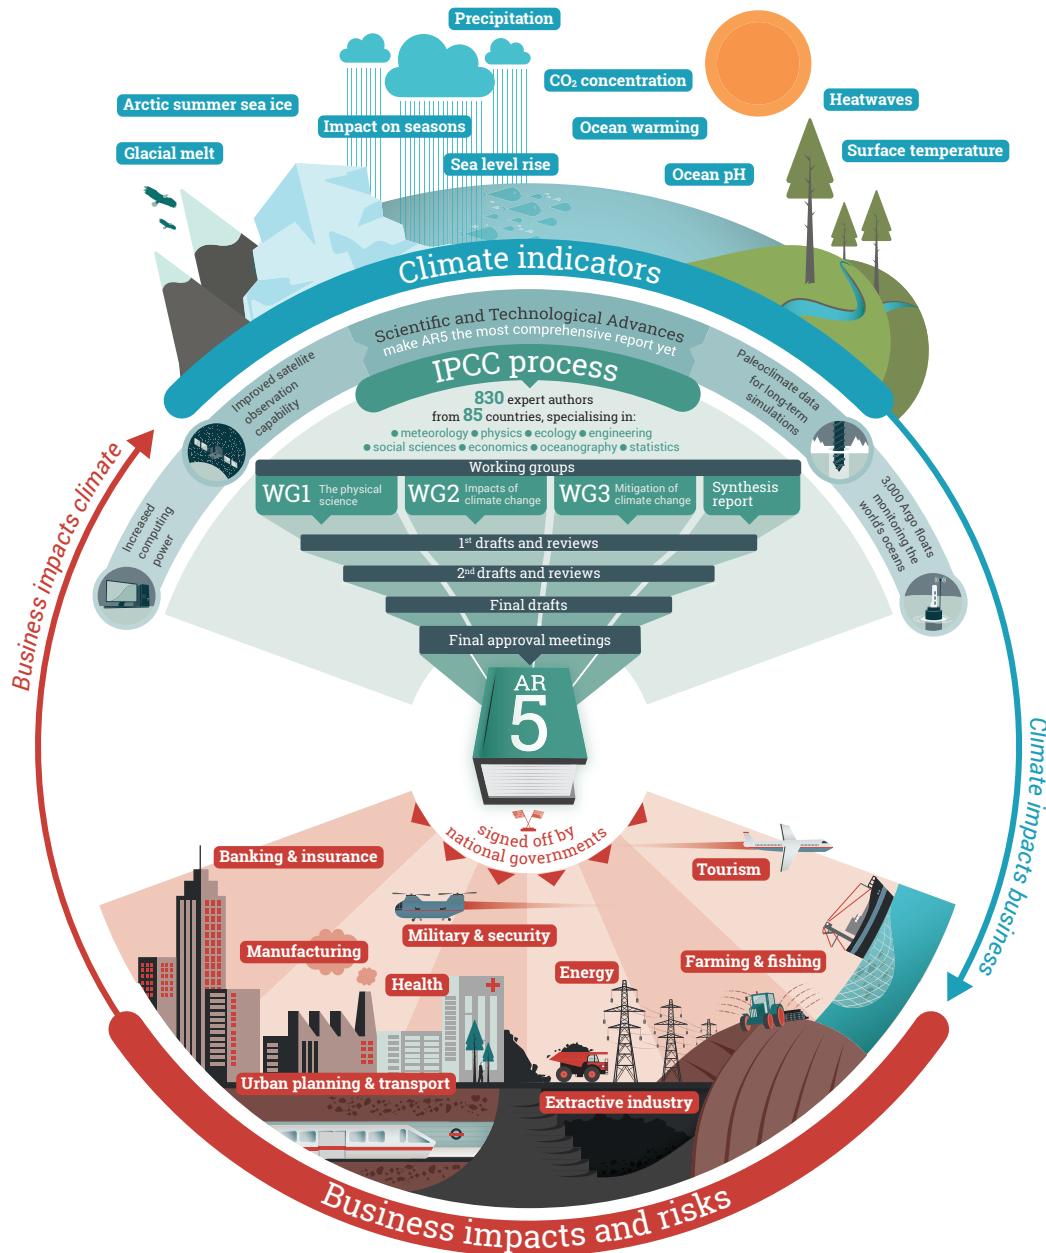 Precipitation
CO₂ concentration
Heatwaves
Arctic summer sea ice
Impact on seasons
Ocean warming
Glacial melt
Sea level rise
Ocean pH
Surface temperature
Climate indicators
Scientific and Technological Advances
make AR5 the most comprehensive report yet
IPCC process
830 expert authors
from 85 countries, specialising in:
● meteorology ● physics ● ecology ● engineering
● social sciences ● economics ● oceanography ● statistics
Improved satellite
observation
capability
Increased
computing
power
Paleoclimate data
for long-term
simulations
3,000 Argo floats
monitoring the
world's oceans
Working groups
WG1 The physical
science
WG2 Impacts of
climate change
WG3 Mitigation of
climate change
Synthesis
report
1st drafts and reviews
2nd drafts and reviews
Final drafts
Final approval meetings
AR
5
signed off by
national governments
Business impacts climate
Climate impacts business
Banking & insurance
Tourism
Military & security
Manufacturing
Farming & fishing
Energy
Health
Urban planning & transport
Extractive industry
Business impacts and risks